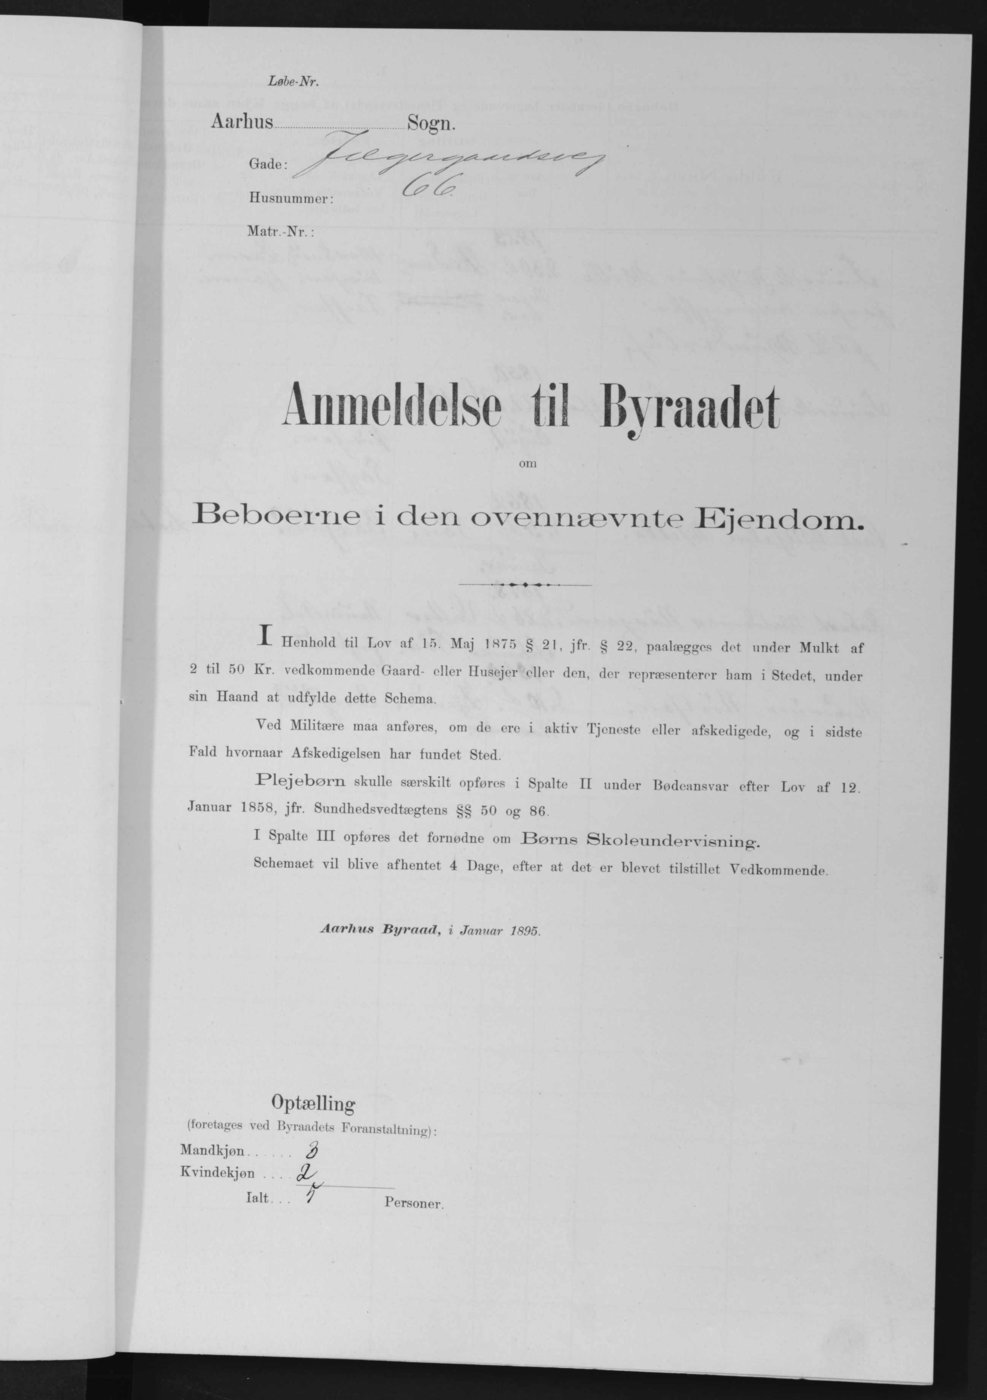 Løbe-Nr.
Aarhus Sogn.
Gade: Jægergaardsvej
Husnummer: 66
Matr.-Nr.:
Anmeldelse til Byraadet
om
Beboerne i den ovennævnte Ejendom.
I Henhold til Lov af 15. Maj 1875 § 21, jfr. § 22, paalægges det under Mulkt af
2 til 50 Kr. vedkommende Gaard- eller Husejer eller den, der repræsenterer ham i Stedet, under
sin Haand at udfylde dette Schema.
Ved Militære maa anføres, om de ere i aktiv Tjeneste eller afskedigede, og i sidste
Fald hvornaar Afskedigelsen har fundet Sted.
Plejebørn skulle særskilt opføres i Spalte II under Bødeansvar efter Lov af 12.
Januar 1858, jfr. Sundhedsvedtægtens §§ 50 og 86.
I Spalte III opføres det fornødne om Børns Skoleundervisning.
Schemaet vil blive afhentet 4 Dage, efter at det er blevet tilstillet Vedkommende.
Aarhus Byraad, i Januar 1895.
Optælling
(foretages ved Byraadets Foranstaltning):
Mandkjøn...... 3
Kvindekjøn .... 2
Ialt... 5 Personer.